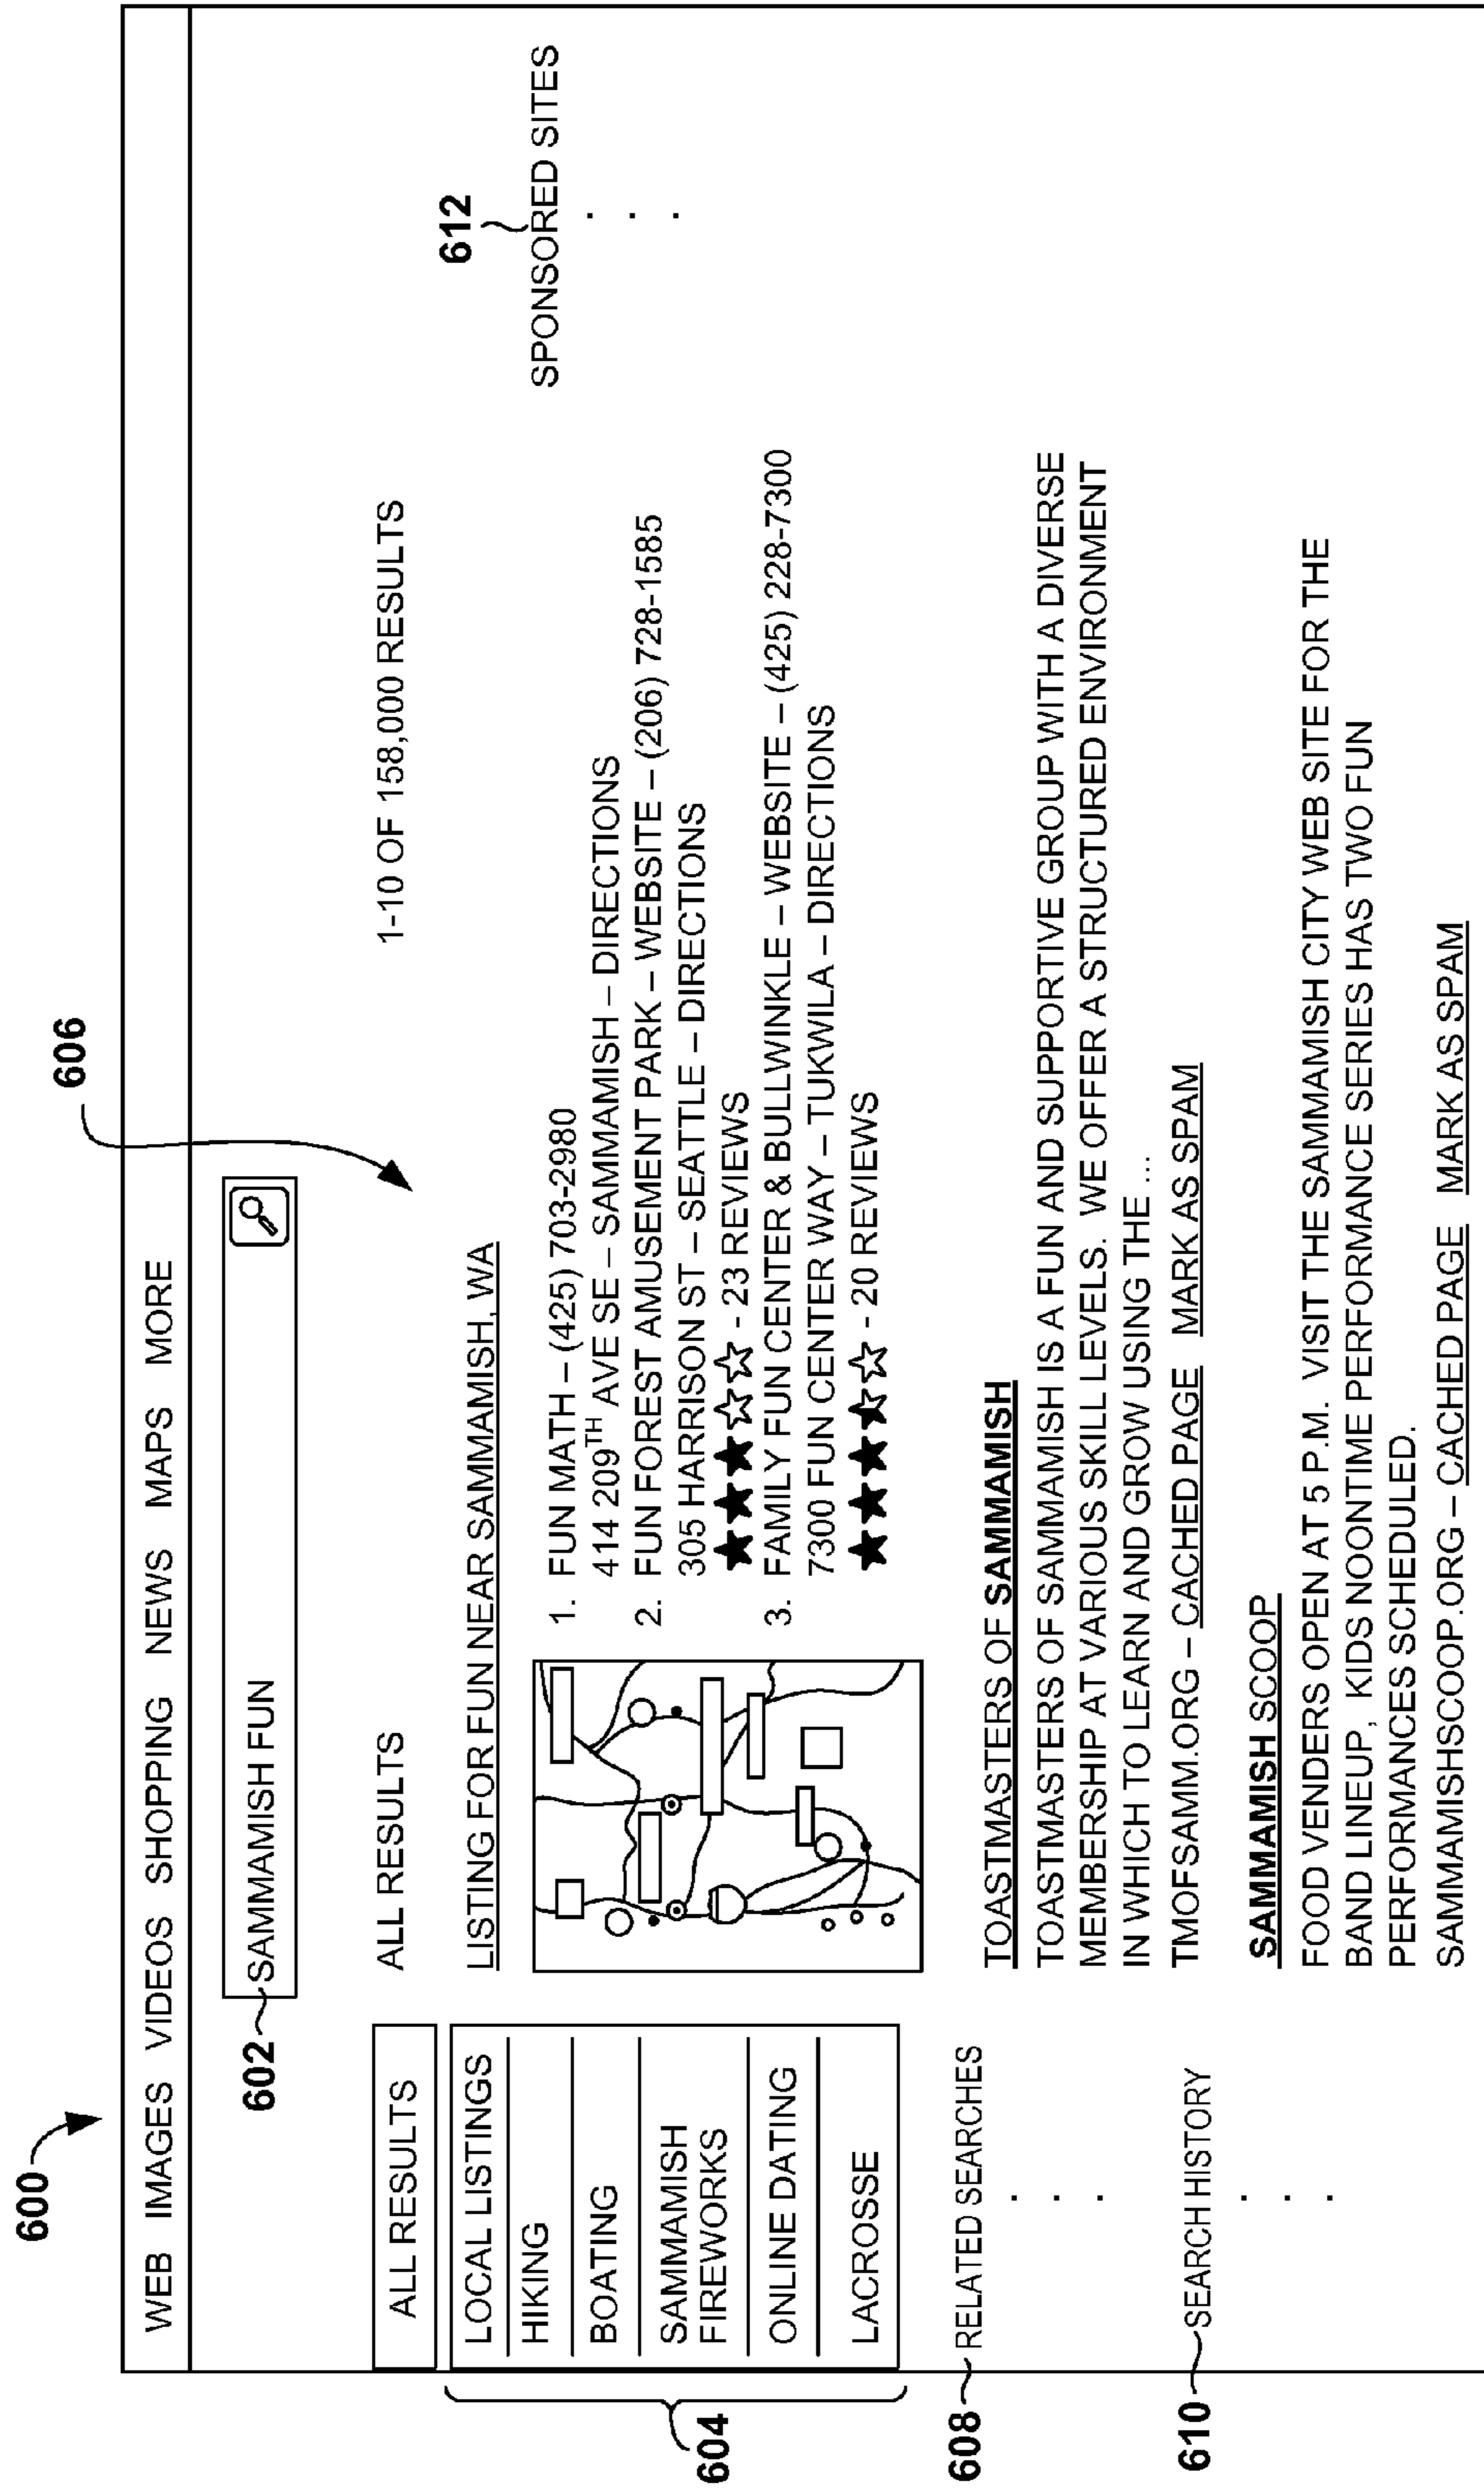 600
606
WEB IMAGES VIDEOS SHOPPING NEWS MAPS MORE
602
SAMMAMISH FUN
ALL RESULTS
ALL RESULTS
1-10 OF 158,000 RESULTS
604
LOCAL LISTINGS
HIKING
BOATING
SAMMAMISH
FIREWORKS
ONLINE DATING
LACROSSE
LISTING FOR FUN NEAR SAMMAMISH, WA
1. FUN MATH – (425) 703-2980
414 209TH AVE SE – SAMMAMISH – DIRECTIONS
2. FUN FOREST AMUSEMENT PARK – WEBSITE – (206) 728-1585
305 HARRISON ST – SEATTLE – DIRECTIONS
- 23 REVIEWS
3. FAMILY FUN CENTER & BULLWINKLE – WEBSITE – (425) 228-7300
7300 FUN CENTER WAY – TUKWILA – DIRECTIONS
- 20 REVIEWS
612
SPONSORED SITES
. . .
608
RELATED SEARCHES
. . .
610
SEARCH HISTORY
. . .
TOASTMASTERS OF SAMMAMISH
TOASTMASTERS OF SAMMAMISH IS A FUN AND SUPPORTIVE GROUP WITH A DIVERSE
MEMBERSHIP AT VARIOUS SKILL LEVELS. WE OFFER A STRUCTURED ENVIRONMENT
IN WHICH TO LEARN AND GROW USING THE ...
TMOFSAMM.ORG – CACHED PAGE MARK AS SPAM
SAMMAMISH SCOOP
FOOD VENDERS OPEN AT 5 P.M. VISIT THE SAMMAMISH CITY WEB SITE FOR THE
BAND LINEUP, KIDS NOONTIME PERFORMANCE SERIES HAS TWO FUN
PERFORMANCES SCHEDULED.
SAMMAMISHSCOOP.ORG – CACHED PAGE MARK AS SPAM